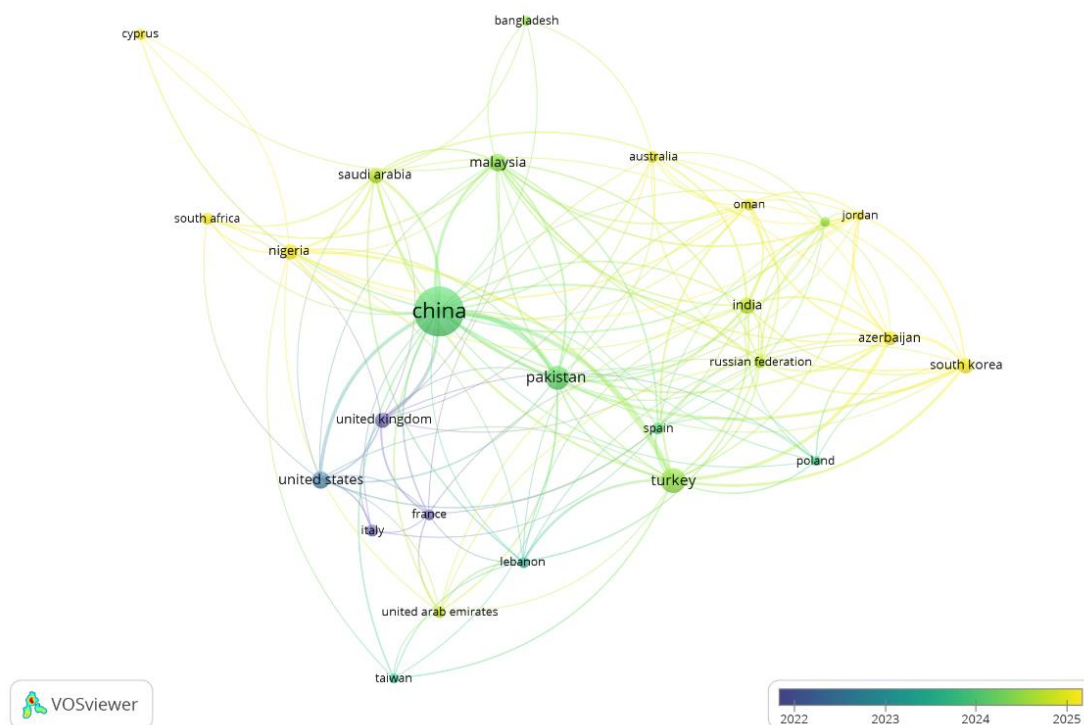 bangladesh
cyprus
malaysia
australia
saudi arabia
oman
south africa
jordan
nigeria
china
india
azerbaijan
russian federation
south korea
pakistan
united kingdom
spain
poland
united states
turkey
france
italy
lebanon
united arab emirates
taiwan
VOSviewer
2022 2023 2024 2025